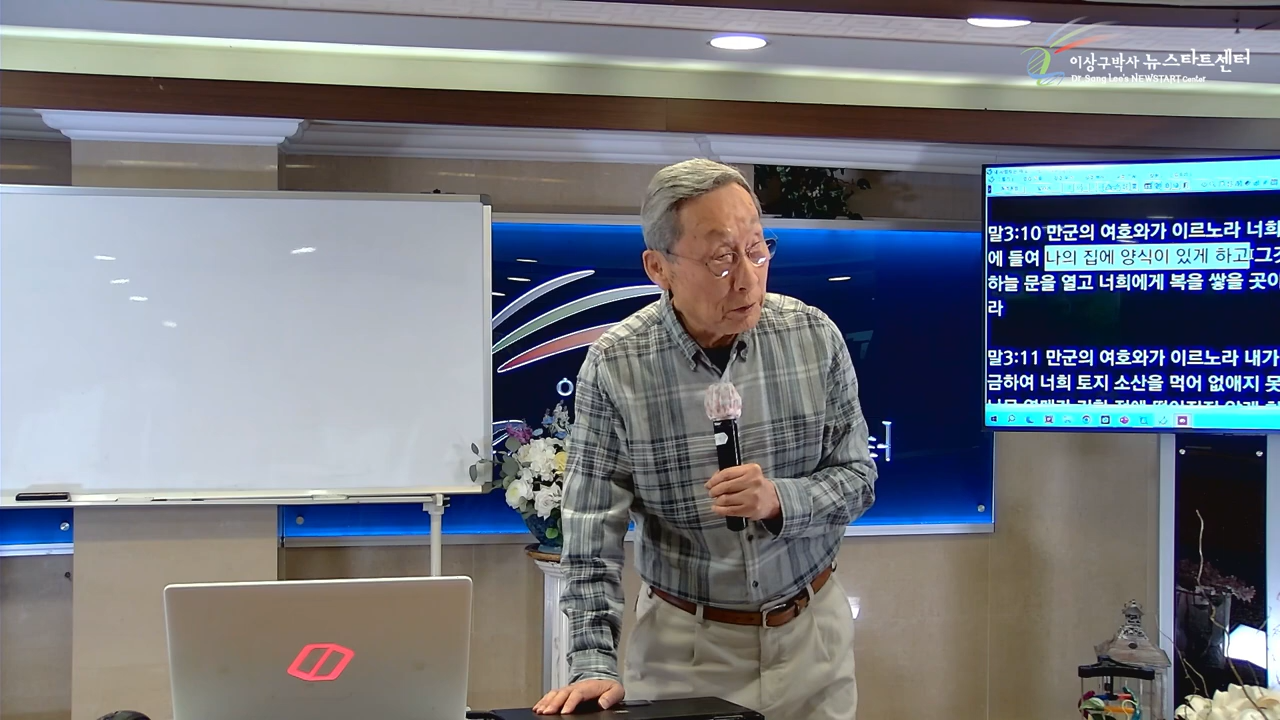 이상구박사 뉴스타트센터
Dr. Sang Lee's NEWSTART Center
말3:10 만군의 여호와가 이르노라 너희
에 들여 나의 집에 양식이 있게 하고 그것
하늘 문을 열고 너희에게 복을 쌓을 곳이
라
말3:11 만군의 여호와가 이르노라 내가
금하여 너희 토지 소산을 먹어 없애지 못